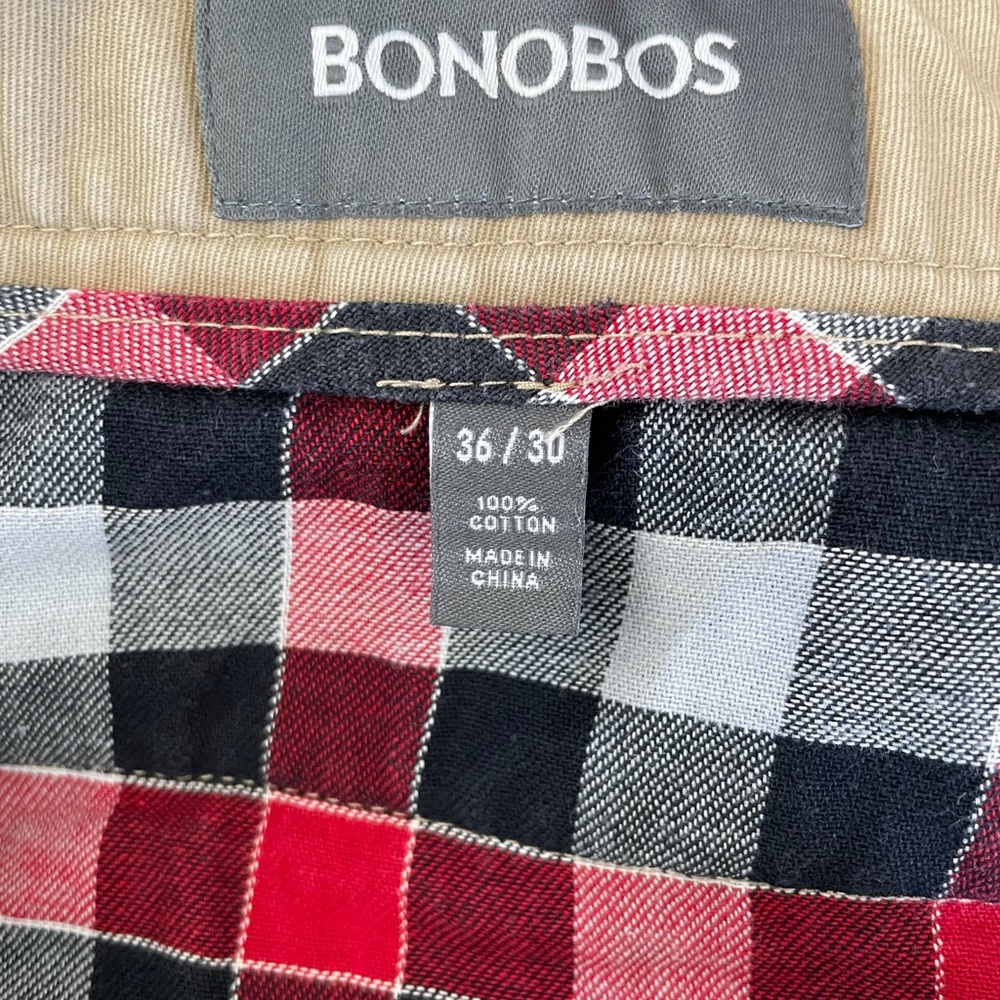 BONOBOS
36 / 30
100%
COTTON
MADE IN
CHINA